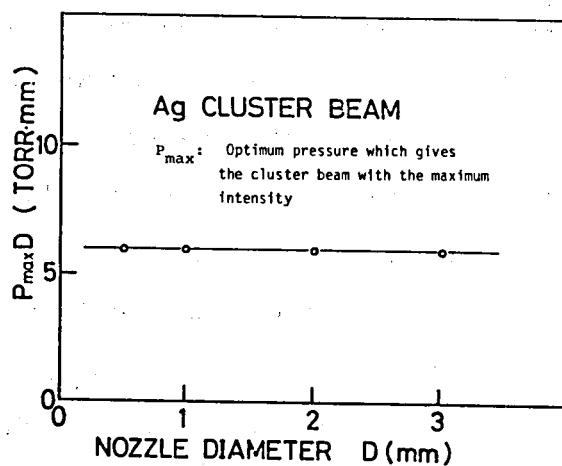 Ag CLUSTER BEAM
Pmax: Optimum pressure which gives
the cluster beam with the maximum
intensity
PmaxD (TORR·mm)
10
5
0
0 1 2 3
NOZZLE DIAMETER D (mm)